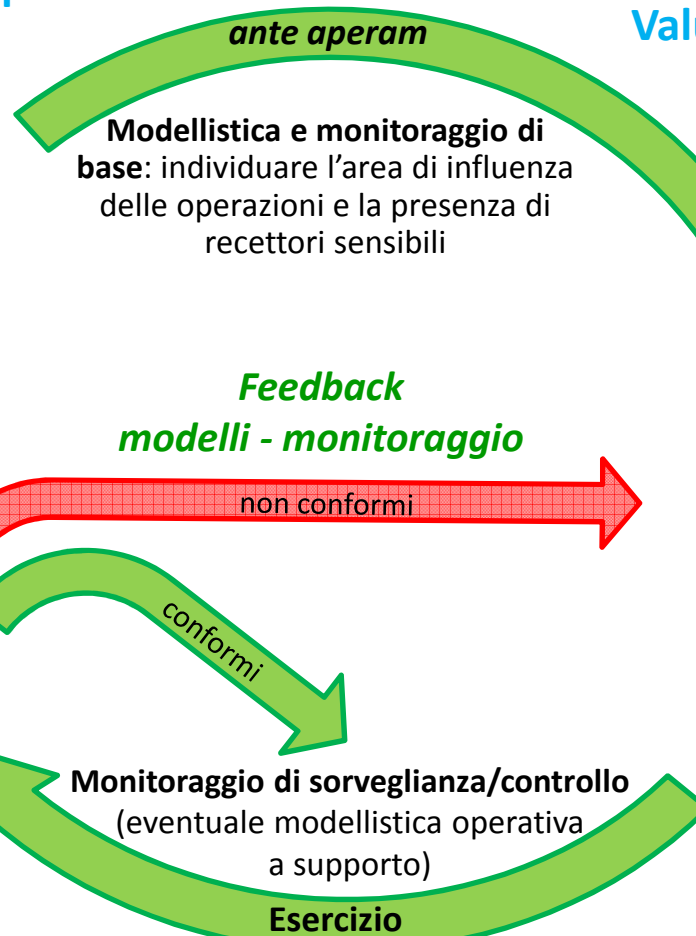 ante aperam
Valu
Modellistica e monitoraggio di
base: individuare l'area di influenza
delle operazioni e la presenza di
recettori sensibili
Feedback
modelli - monitoraggio
non conformi
conformi
Monitoraggio di sorveglianza/controllo
(eventuale modellistica operativa
a supporto)
Esercizio